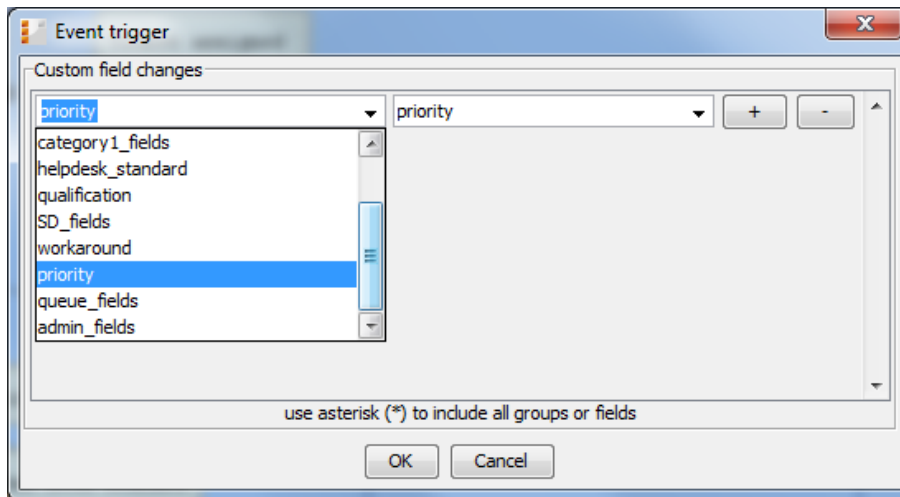 Event trigger
Custom field changes
priority priority + -
category1_fields
helpdesk_standard
qualification
SD_fields
workaround
priority
queue_fields
admin_fields
use asterisk (*) to include all groups or fields
OK Cancel